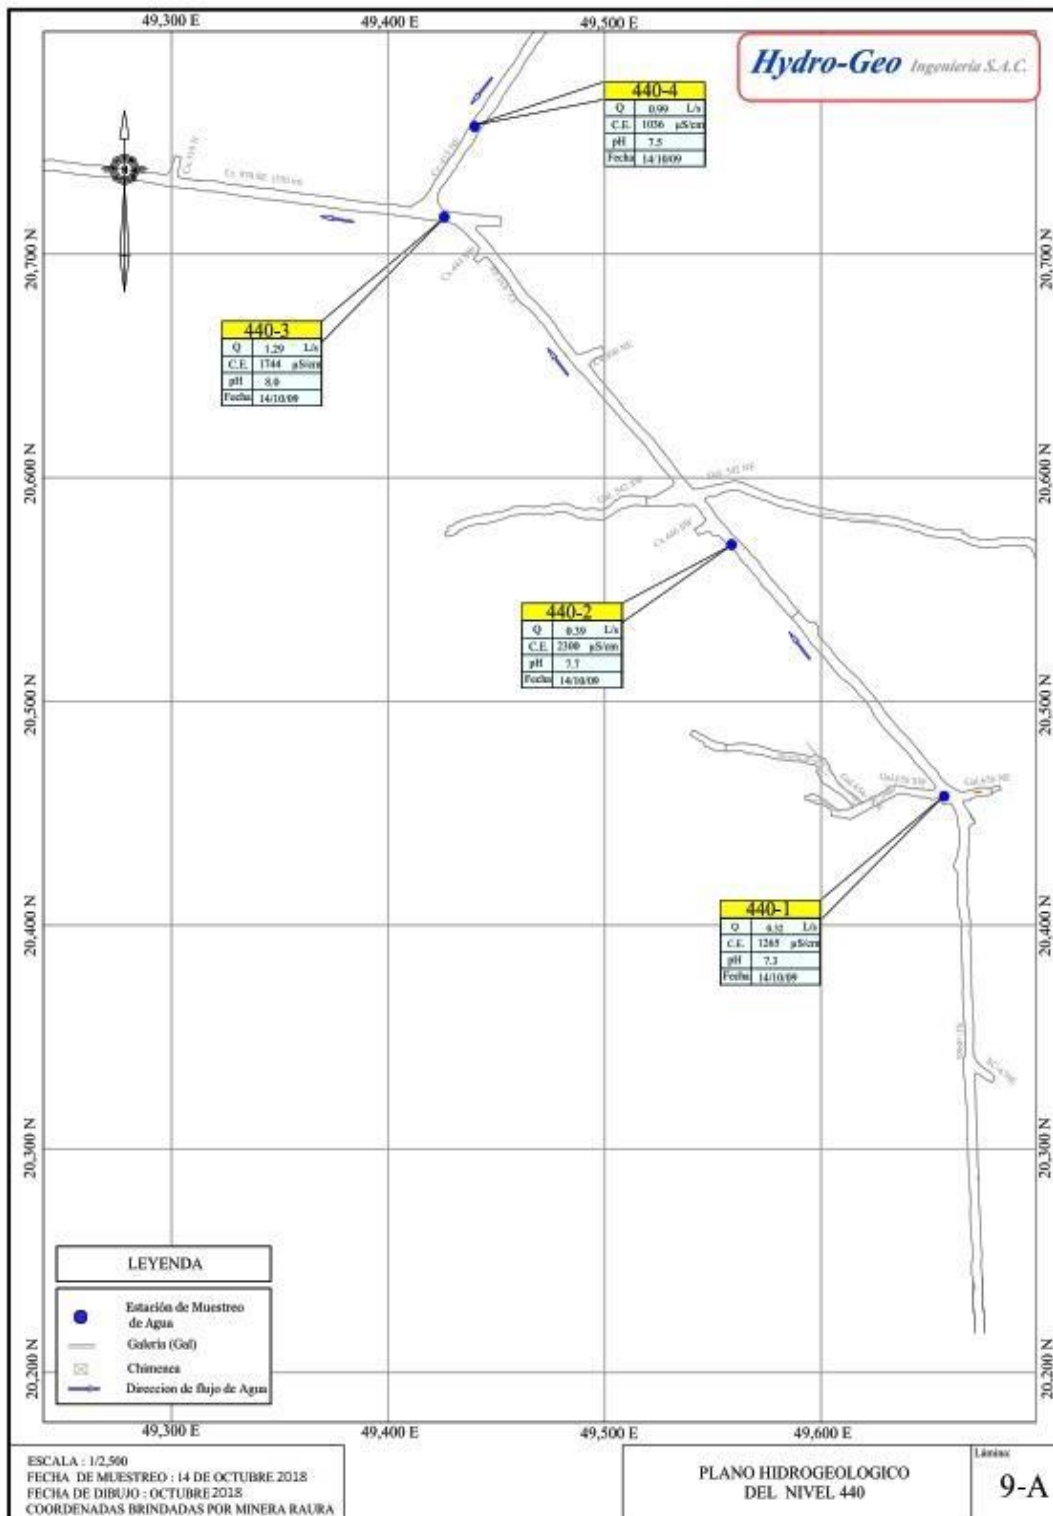 49,300 E
49,400 E
49,500 E
Hydro-Geo Ingeniería S.A.C.
440-4
Q 0.99 L/s
C.E. 1036 µS/cm
pH 7.5
Fecha 14/10/09
20,700 N
20,700 N
440-3
Q 1.29 L/s
C.E. 1744 µS/cm
pH 8.0
Fecha 14/10/09
20,600 N
20,600 N
440-2
Q 0.39 L/s
C.E. 2300 µS/cm
pH 7.7
Fecha 14/10/09
20,500 N
20,500 N
440-1
Q L/s
C.E. 1265 µS/cm
pH 7.3
Fecha 14/10/09
20,400 N
20,400 N
20,300 N
20,300 N
LEYENDA
Estación de Muestreo
de Agua
Galería (Gal)
Chimenea
Direccion de flujo de Agua
20,200 N
20,200 N
49,300 E
49,400 E
49,500 E
49,600 E
ESCALA : 1/2,500
FECHA DE MUESTREO : 14 DE OCTUBRE 2018
FECHA DE DIBUJO : OCTUBRE 2018
COORDENADAS BRINDADAS POR MINERA RAURA
PLANO HIDROGEOLOGICO
DEL NIVEL 440
Lámina:
9-A